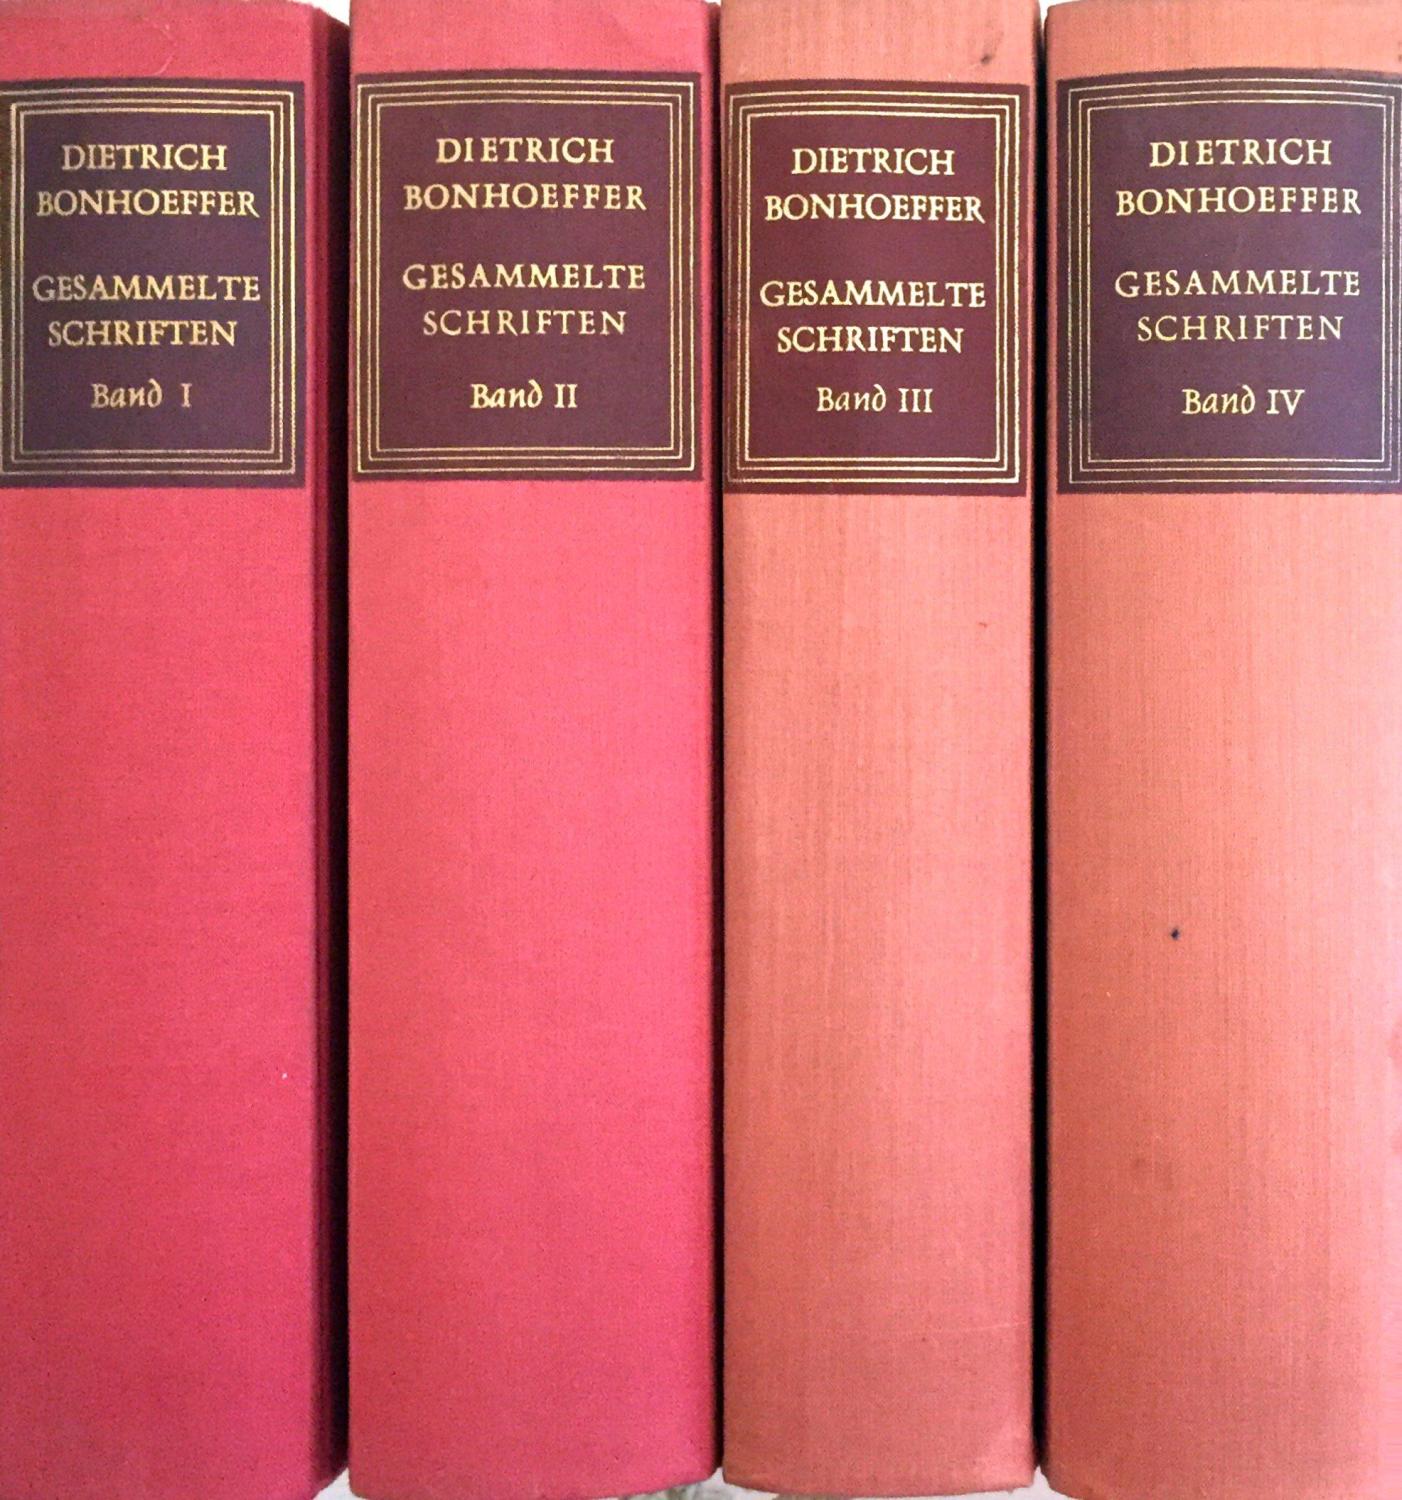 DIETRICH
BONHOEFFER
GESAMMELTE
SCHRIFTEN
Band I
DIETRICH
BONHOEFFER
GESAMMELTE
SCHRIFTEN
Band II
DIETRICH
BONHOEFFER
GESAMMELTE
SCHRIFTEN
Band III
DIETRICH
BONHOEFFER
GESAMMELTE
SCHRIFTEN
Band IV